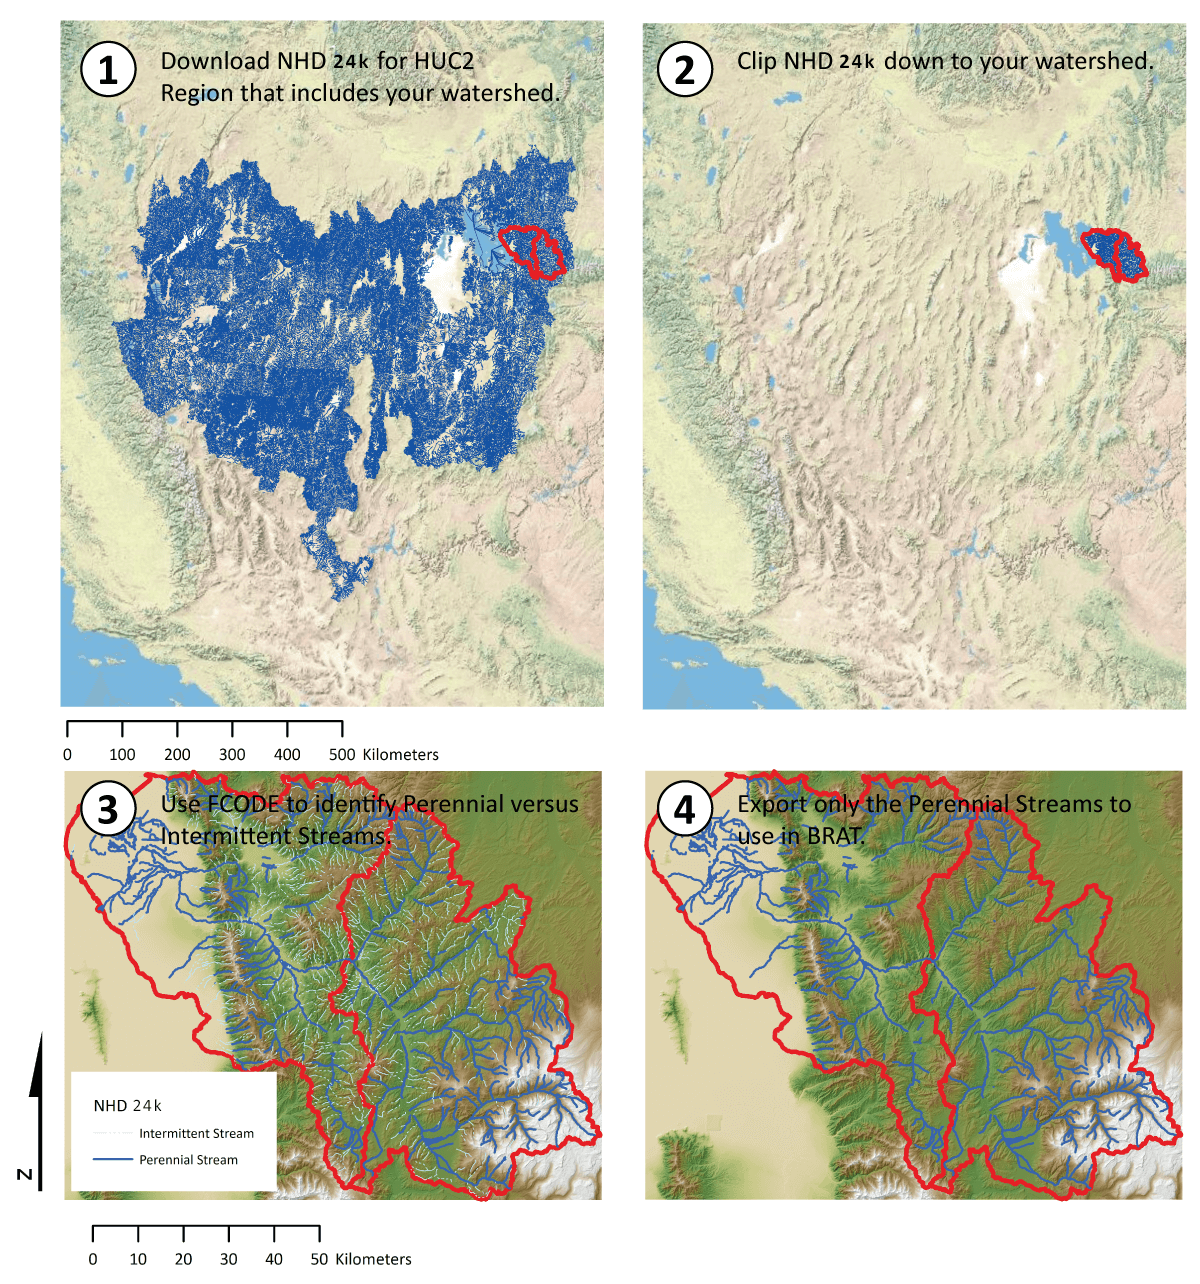 1
Download NHD 24k for HUC2
Region that includes your watershed.
2
Clip NHD 24k down to your watershed.
0 100 200 300 400 500 Kilometers
3
Use FCODE to identify Perennial versus
Intermittent Streams.
4
Export only the Perennial Streams to
use in BRAT.
NHD 24k
Intermittent Stream
Perennial Stream
N
0 10 20 30 40 50 Kilometers